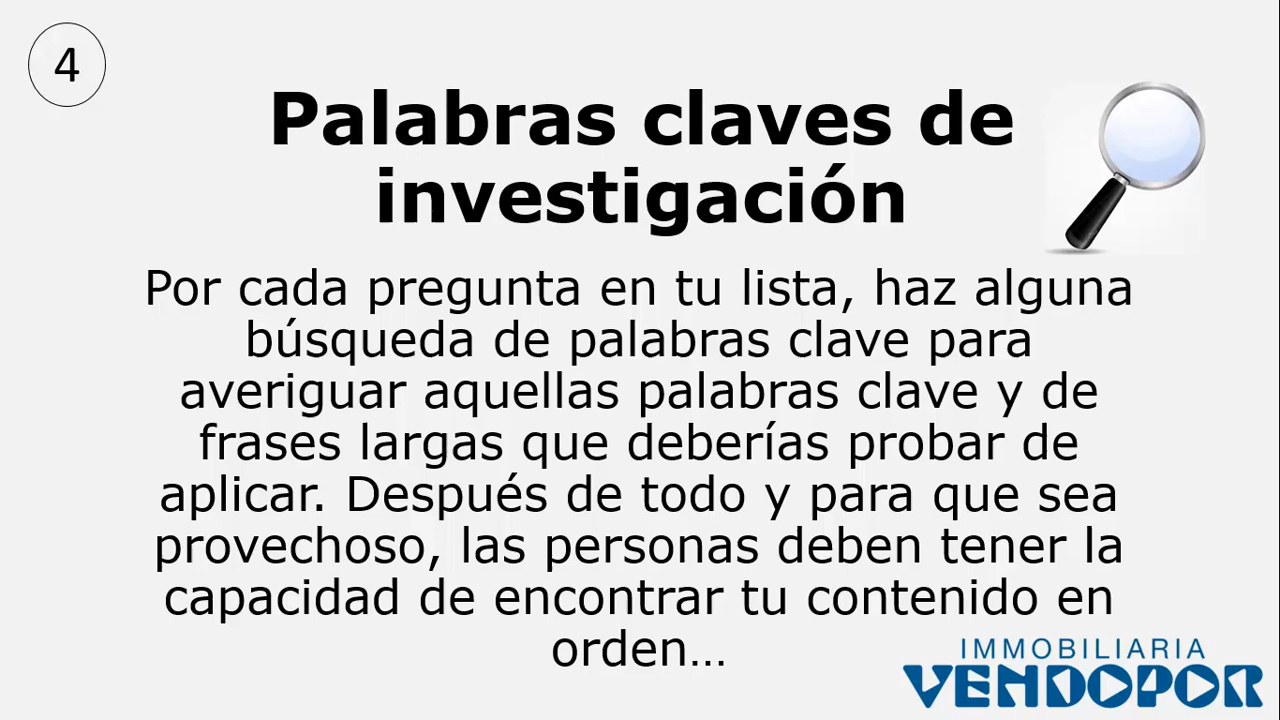 4
Palabras claves de
investigación
Por cada pregunta en tu lista, haz alguna
búsqueda de palabras clave para
averiguar aquellas palabras clave y de
frases largas que deberías probar de
aplicar. Después de todo y para que sea
provechoso, las personas deben tener la
capacidad de encontrar tu contenido en
orden…
IMMOBILIARIA
VENDOPOR